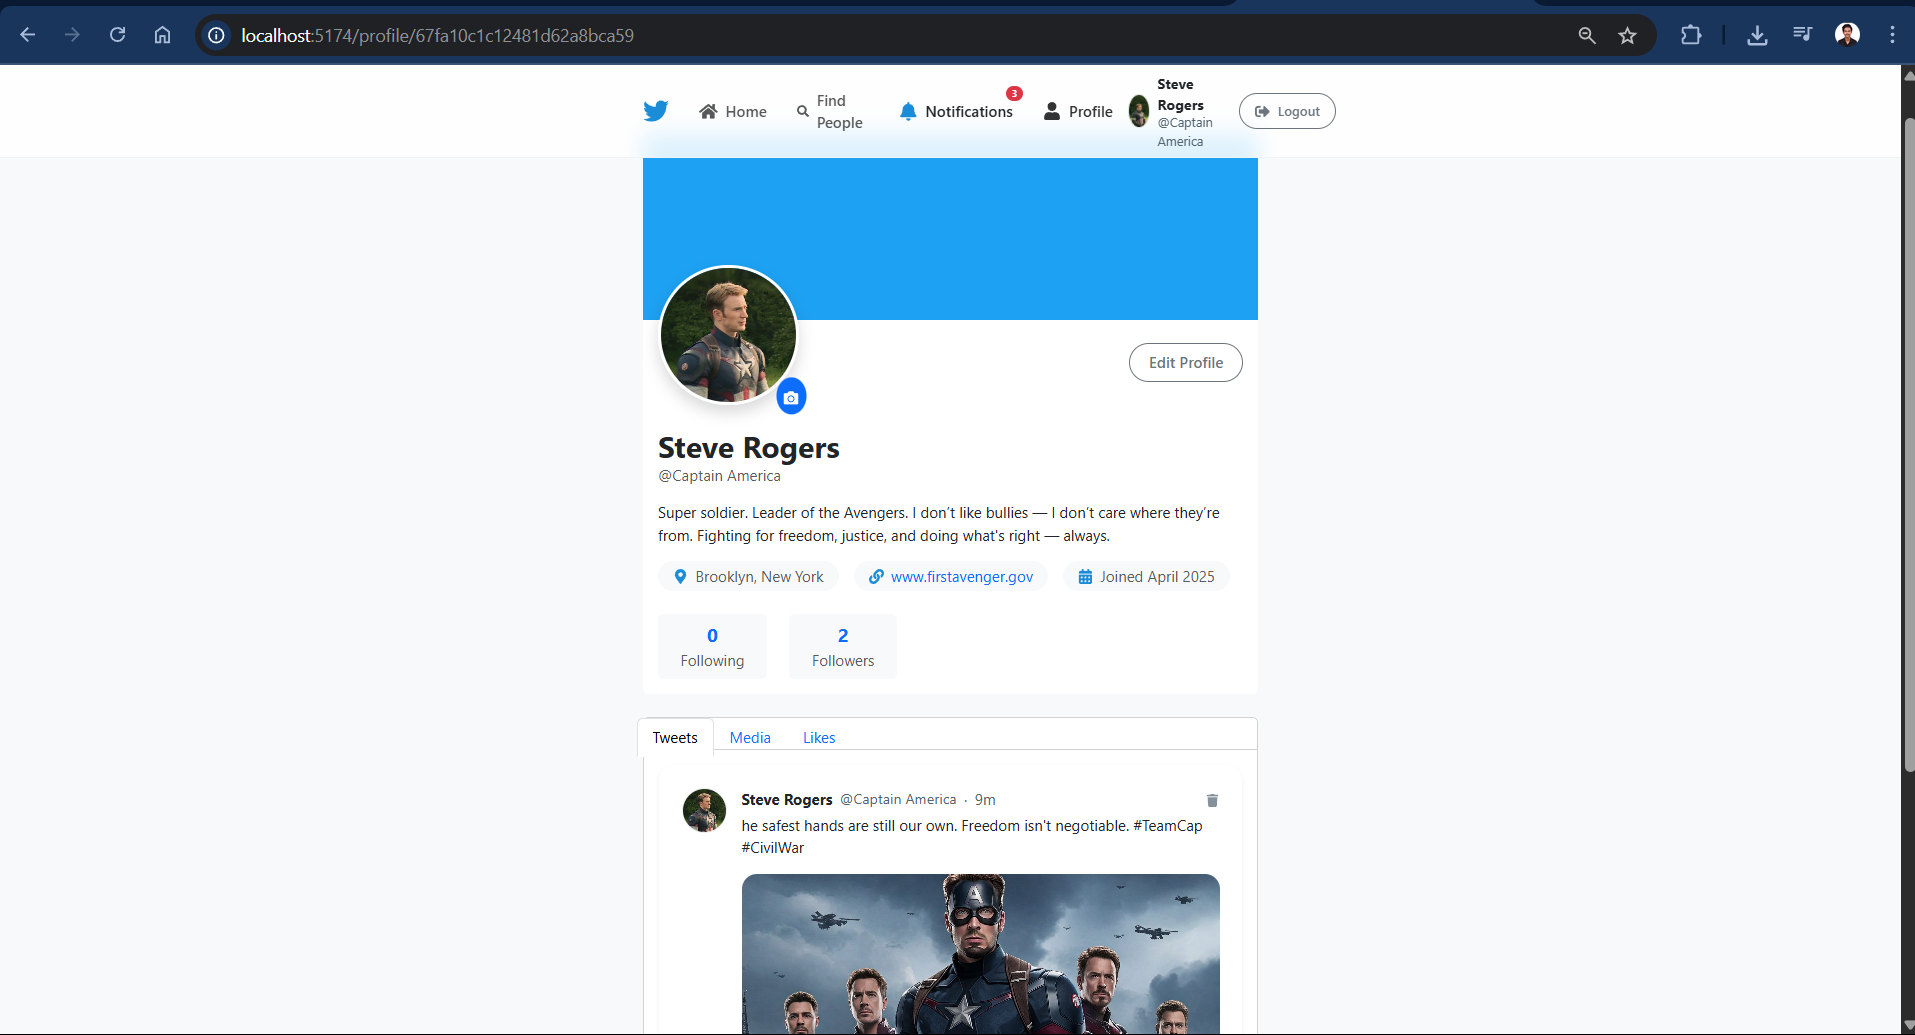 localhost:5174/profile/67fa10c1c12481d62a8bca59
Home
Find
People
Notifications
3
Profile
Steve
Rogers
@Captain
America
Logout
Edit Profile
Steve Rogers
@Captain America
Super soldier. Leader of the Avengers. I don’t like bullies — I don’t care where they’re
from. Fighting for freedom, justice, and doing what's right — always.
Brooklyn, New York
www.firstavenger.gov
Joined April 2025
0
Following
2
Followers
Tweets
Media
Likes
Steve Rogers @Captain America · 9m
he safest hands are still our own. Freedom isn't negotiable. #TeamCap
#CivilWar
A